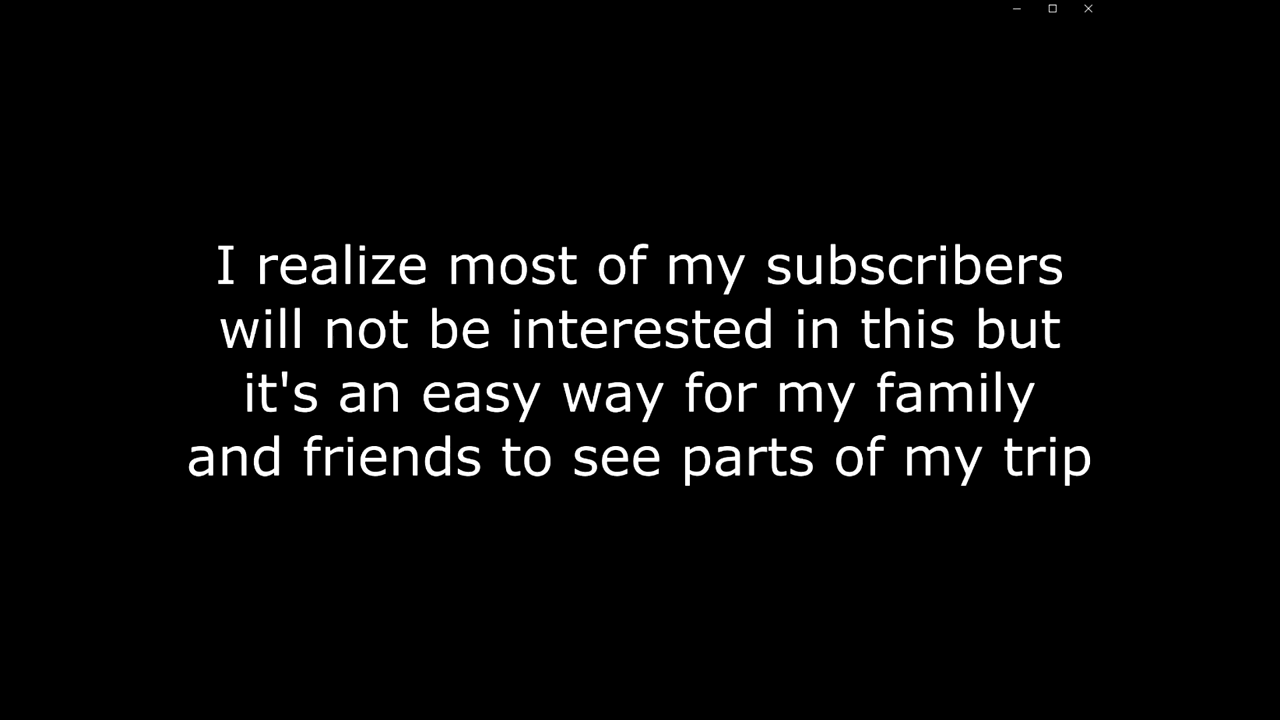 I realize most of my subscribers
will not be interested in this but
it's an easy way for my family
and friends to see parts of my trip